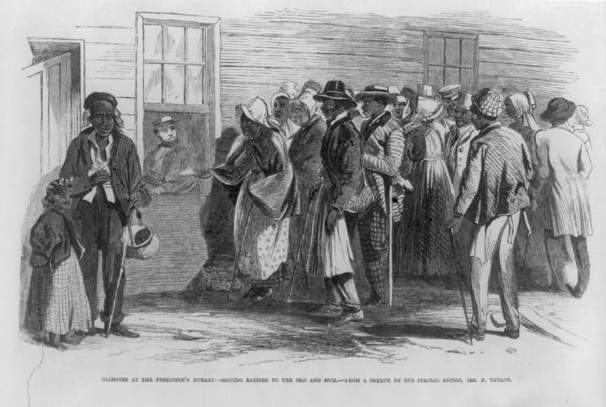 GLIMPSES AT THE FREEDMEN'S BUREAU—ISSUING RATIONS TO THE OLD AND SICK.—FROM A SKETCH BY OUR SPECIAL ARTIST, JAS. E. TAYLOR.